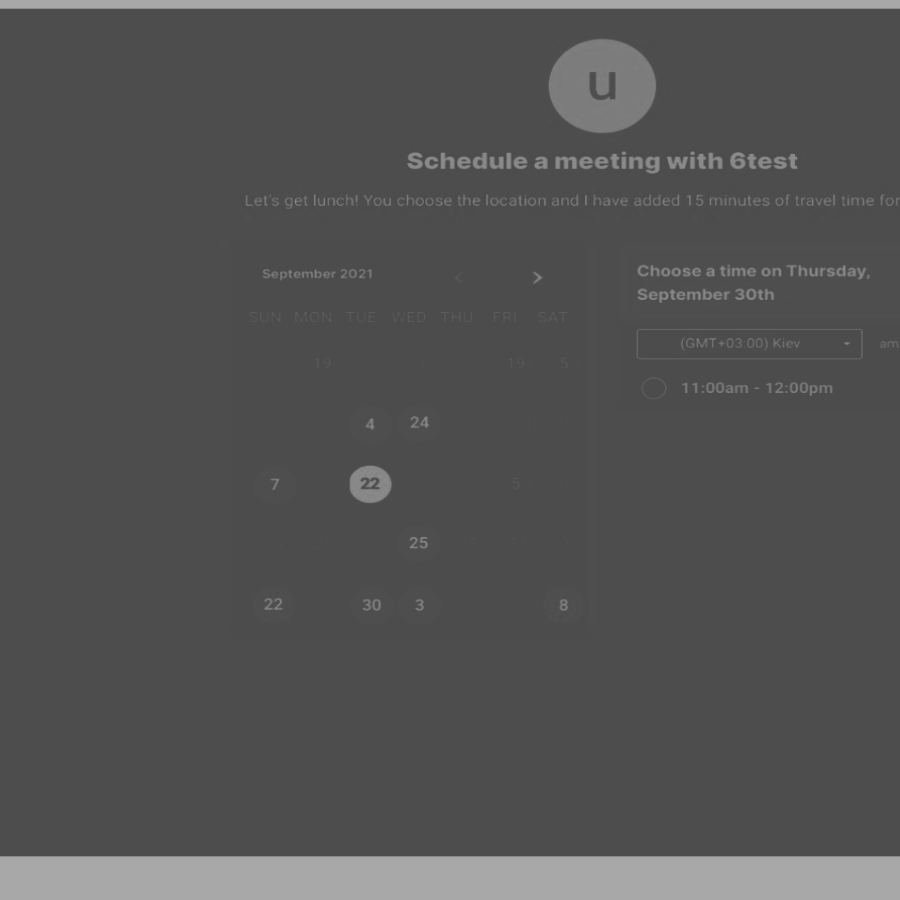 u
Schedule a meeting with 6test
Let's get lunch! You choose the location and I have added 15 minutes of travel time for
September 2021
SUN MON TUE WED THU FRI SAT
19 19 5
4 24
7 22 5
25
22 30 3 8
Choose a time on Thursday,
September 30th
(GMT+03:00) Kiev am
11:00am - 12:00pm